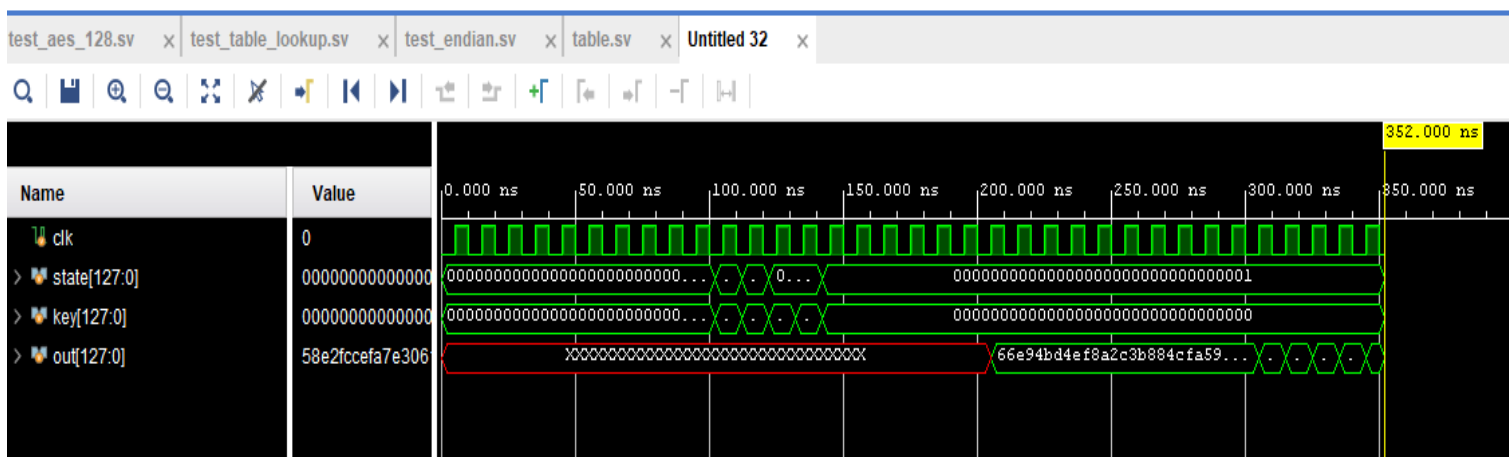 test_aes_128.sv × test_table_lookup.sv × test_endian.sv × table.sv × Untitled 32 ×
352.000 ns
Name Value 0.000 ns 50.000 ns 100.000 ns 150.000 ns 200.000 ns 250.000 ns 300.000 ns 350.000 ns
clk 0
state[127:0] 00000000000000 00000000000000000000000000... . . 0... 00000000000000000000000000000001
key[127:0] 00000000000000 00000000000000000000000000... . . . 00000000000000000000000000000000
out[127:0] 58e2fccefa7e306 XXXXXXXXXXXXXXXXXXXXXXXXXXXXXXXX 66e94bd4ef8a2c3b884cfa59... . . . .